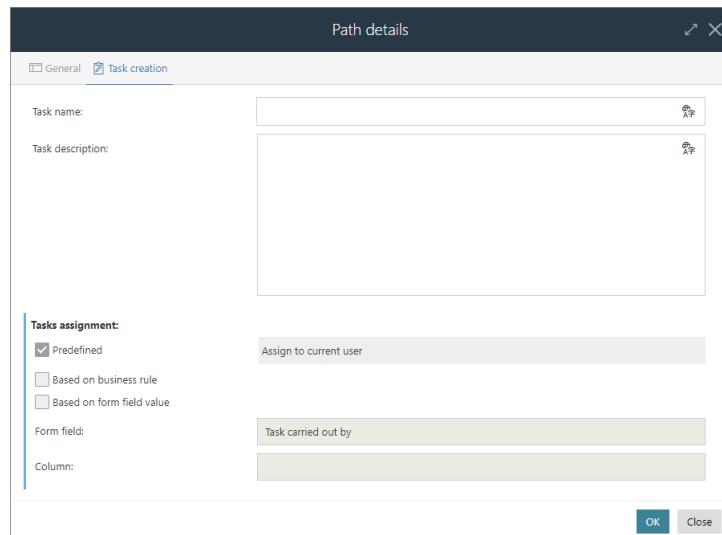 Path details
General
Task creation
Task name:
Task description:
Tasks assignment:
Predefined
Assign to current user
Based on business rule
Based on form field value
Form field:
Task carried out by
Column:
OK
Close